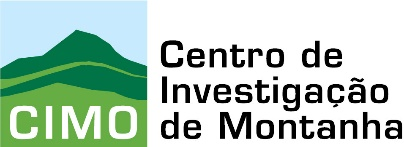 CIMO
Centro de
Investigação
de Montanha